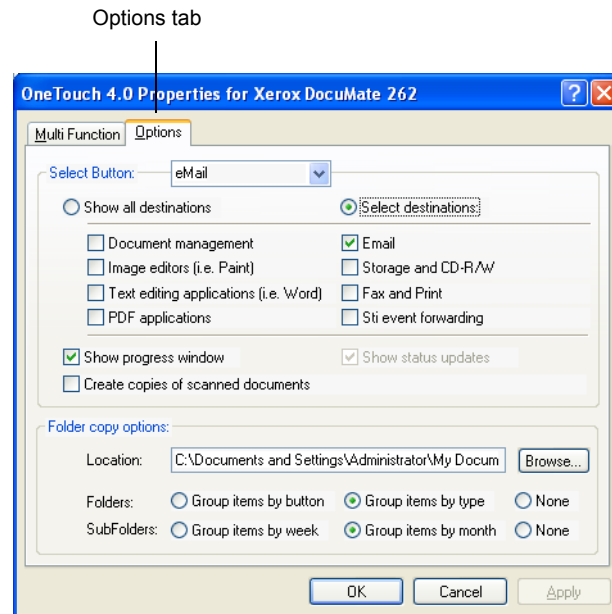 Options tab
OneTouch 4.0 Properties for Xerox DocuMate 262
Multi Function Options
Select Button: eMail
Show all destinations Select destinations:
Document management Email
Image editors (i.e. Paint) Storage and CD-R/W
Text editing applications (i.e. Word) Fax and Print
PDF applications Sti event forwarding
Show progress window Show status updates
Create copies of scanned documents
Folder copy options:
Location: C:\Documents and Settings\Administrator\My Docum Browse...
Folders: Group items by button Group items by type None
SubFolders: Group items by week Group items by month None
OK Cancel Apply